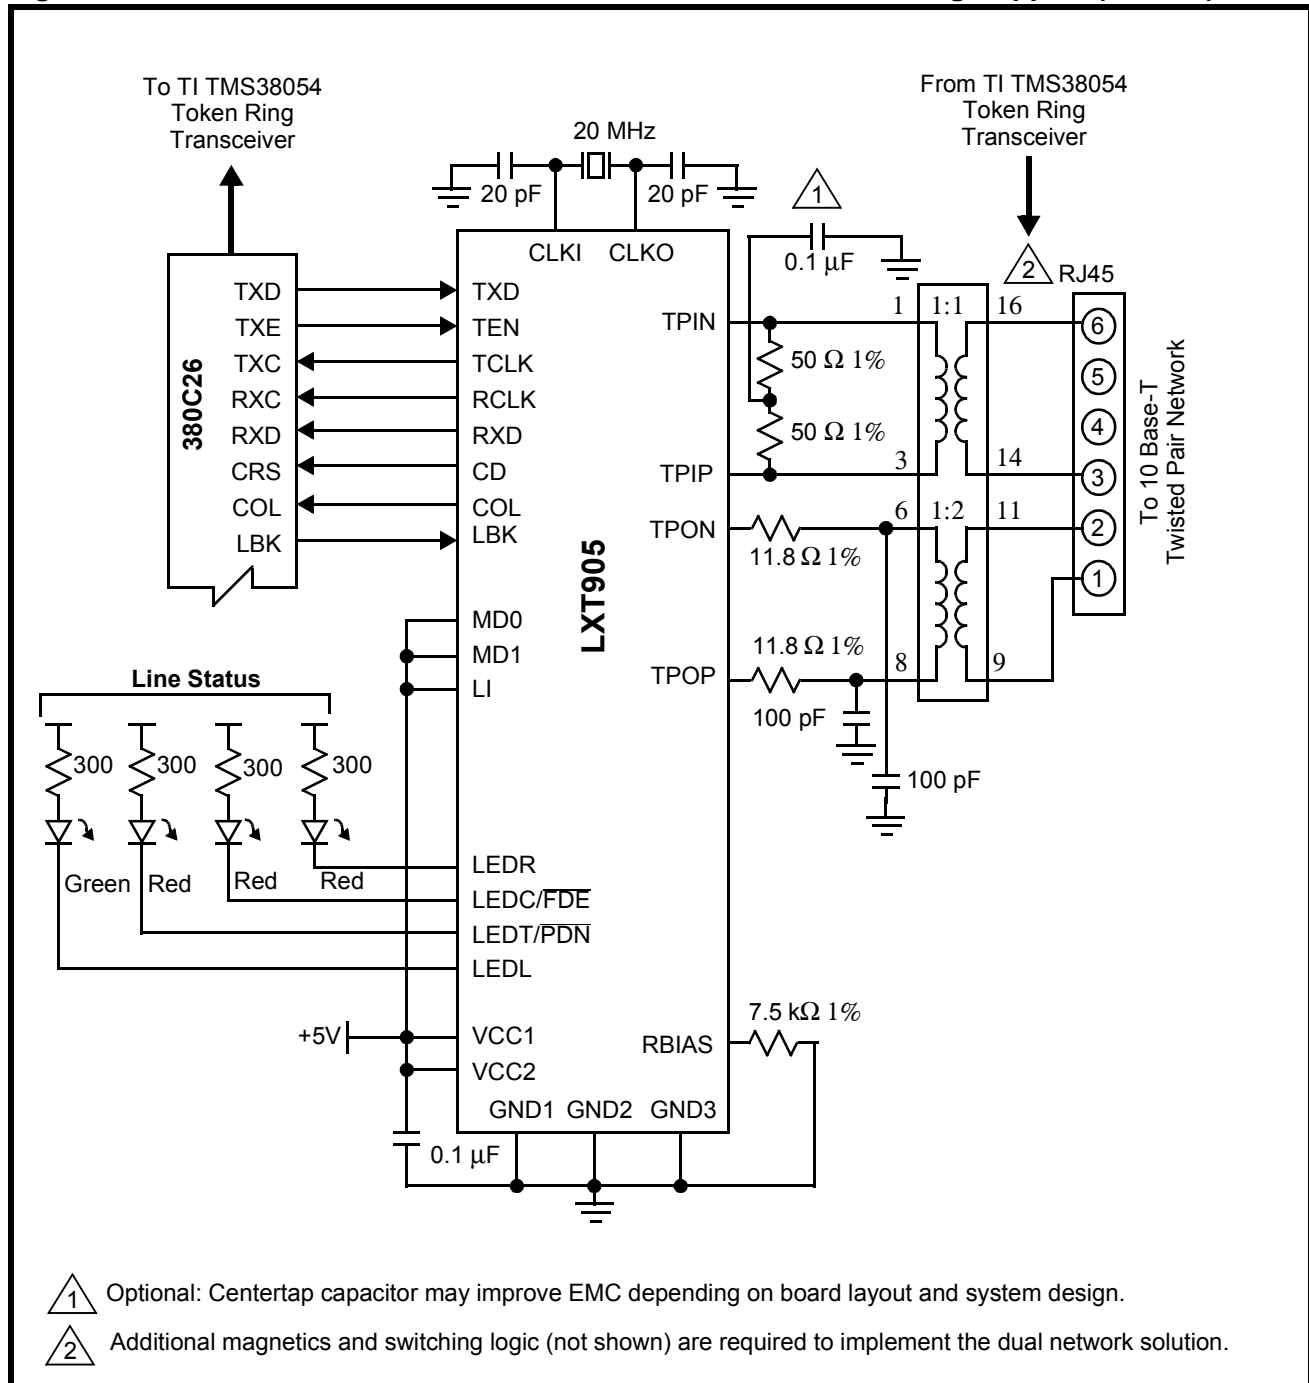 To TI TMS38054
Token Ring
Transceiver
From TI TMS38054
Token Ring
Transceiver
20 MHz
20 pF
20 pF
1
0.1 µF
2
RJ45
CLKI
CLKO
380C26
TXD
TXE
TXC
RXC
RXD
CRS
COL
LBK
TXD
TEN
TCLK
RCLK
RXD
CD
COL
LBK
LXT905
MD0
MD1
LI
TPIN
TPIP
TPON
TPOP
50 Ω 1%
50 Ω 1%
11.8 Ω 1%
11.8 Ω 1%
100 pF
100 pF
1
1:1
16
3
14
6
1:2
11
8
9
6
5
4
3
2
1
To 10 Base-T
Twisted Pair Network
Line Status
300
300
300
300
Green
Red
Red
Red
LEDR
LEDC/F̅D̅E̅
LEDT/P̅D̅N̅
LEDL
+5V
VCC1
VCC2
RBIAS
7.5 kΩ 1%
GND1
GND2
GND3
0.1 µF
1 Optional: Centertap capacitor may improve EMC depending on board layout and system design.
2 Additional magnetics and switching logic (not shown) are required to implement the dual network solution.